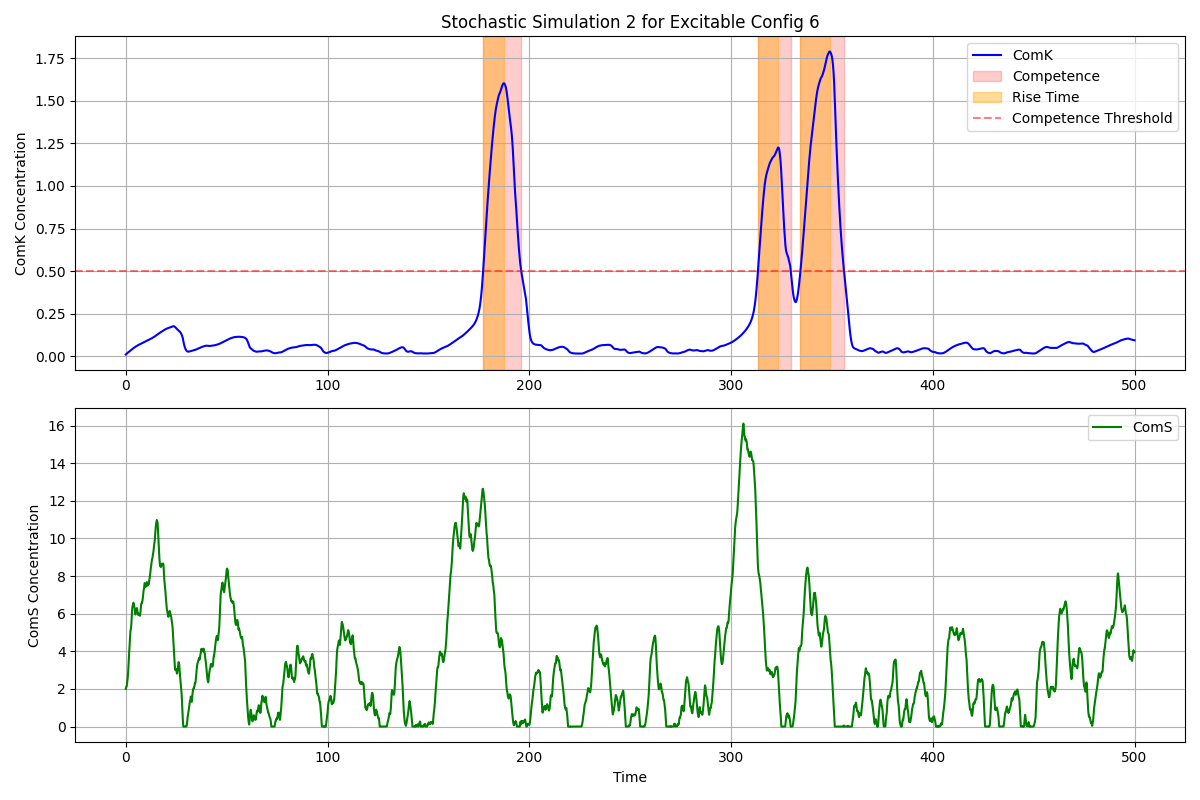 Stochastic Simulation 2 for Excitable Config 6
ComK Concentration
1.75
1.50
1.25
1.00
0.75
0.50
0.25
0.00
ComK
Competence
Rise Time
Competence Threshold
0 100 200 300 400 500
ComS Concentration
16
14
12
10
8
6
4
2
0
ComS
0 100 200 300 400 500
Time